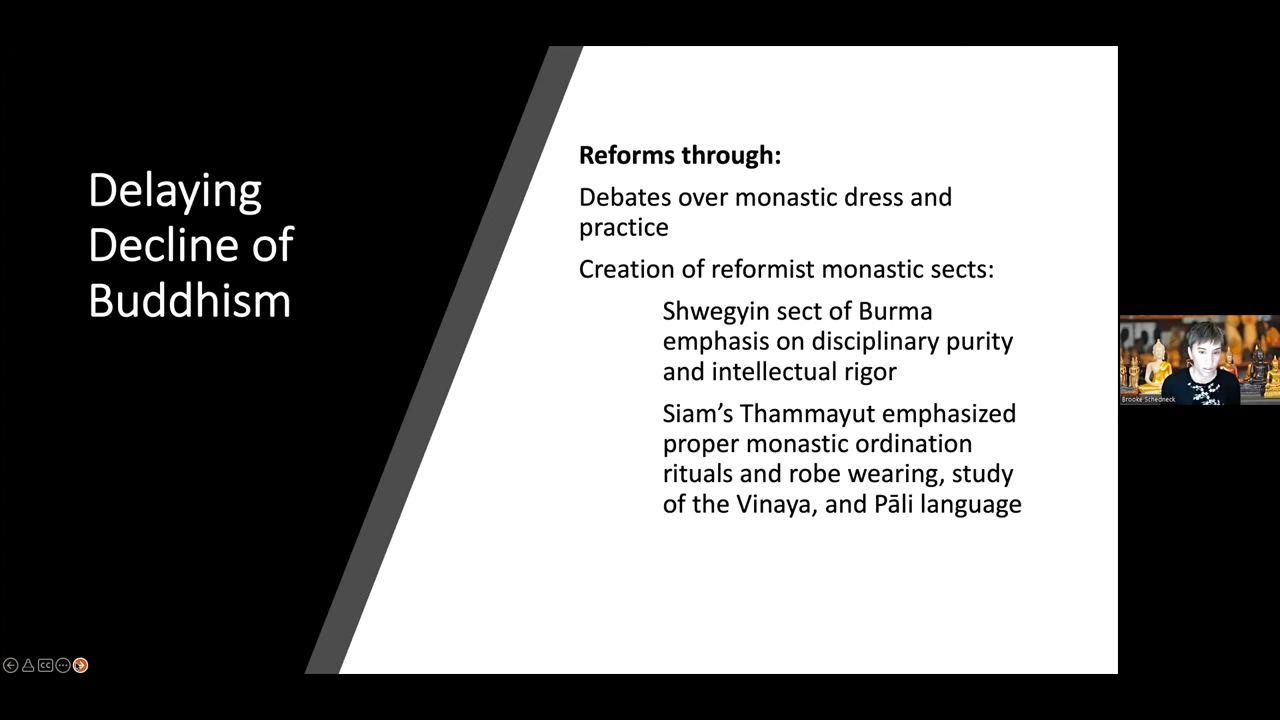 Delaying
Decline of
Buddhism
Reforms through:
Debates over monastic dress and
practice
Creation of reformist monastic sects:
Shwegyin sect of Burma
emphasis on disciplinary purity
and intellectual rigor
Siam’s Thammayut emphasized
proper monastic ordination
rituals and robe wearing, study
of the Vinaya, and Pāli language
Brooke Schedneck
CC